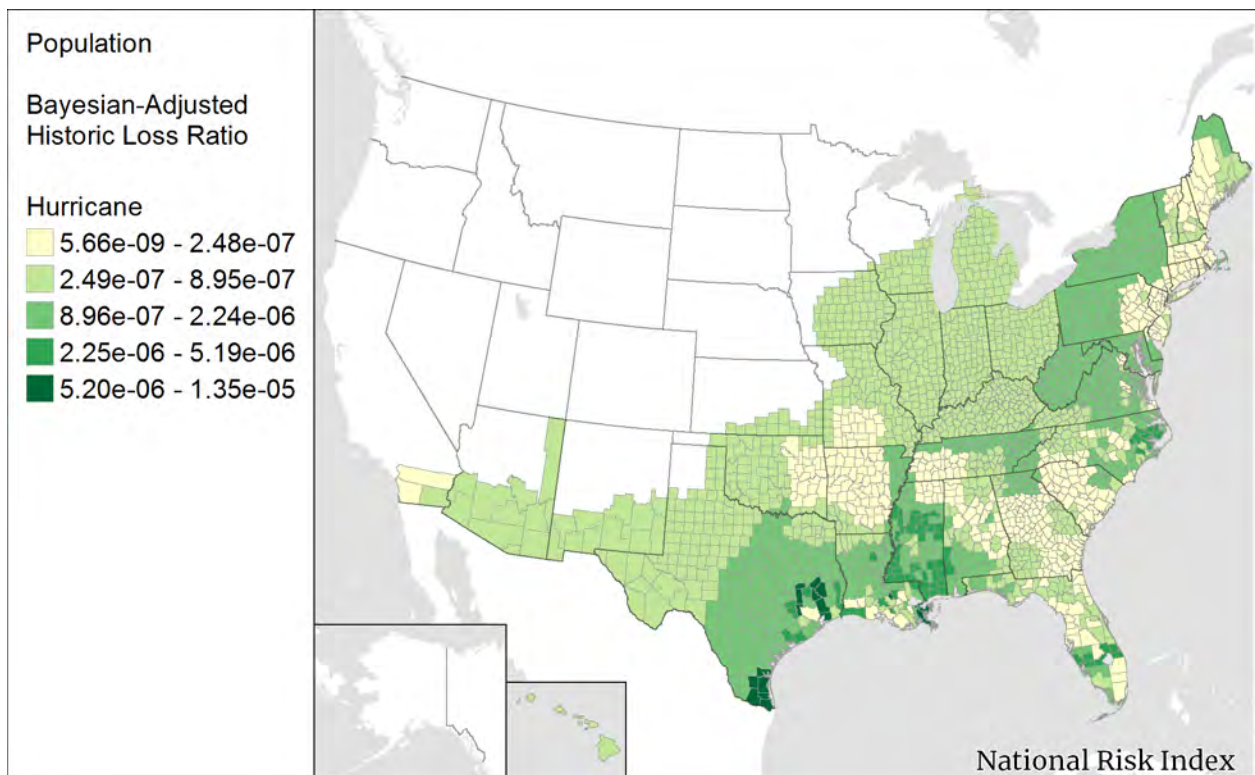 Population
Bayesian-Adjusted
Historic Loss Ratio
Hurricane
5.66e-09 - 2.48e-07
2.49e-07 - 8.95e-07
8.96e-07 - 2.24e-06
2.25e-06 - 5.19e-06
5.20e-06 - 1.35e-05
National Risk Index